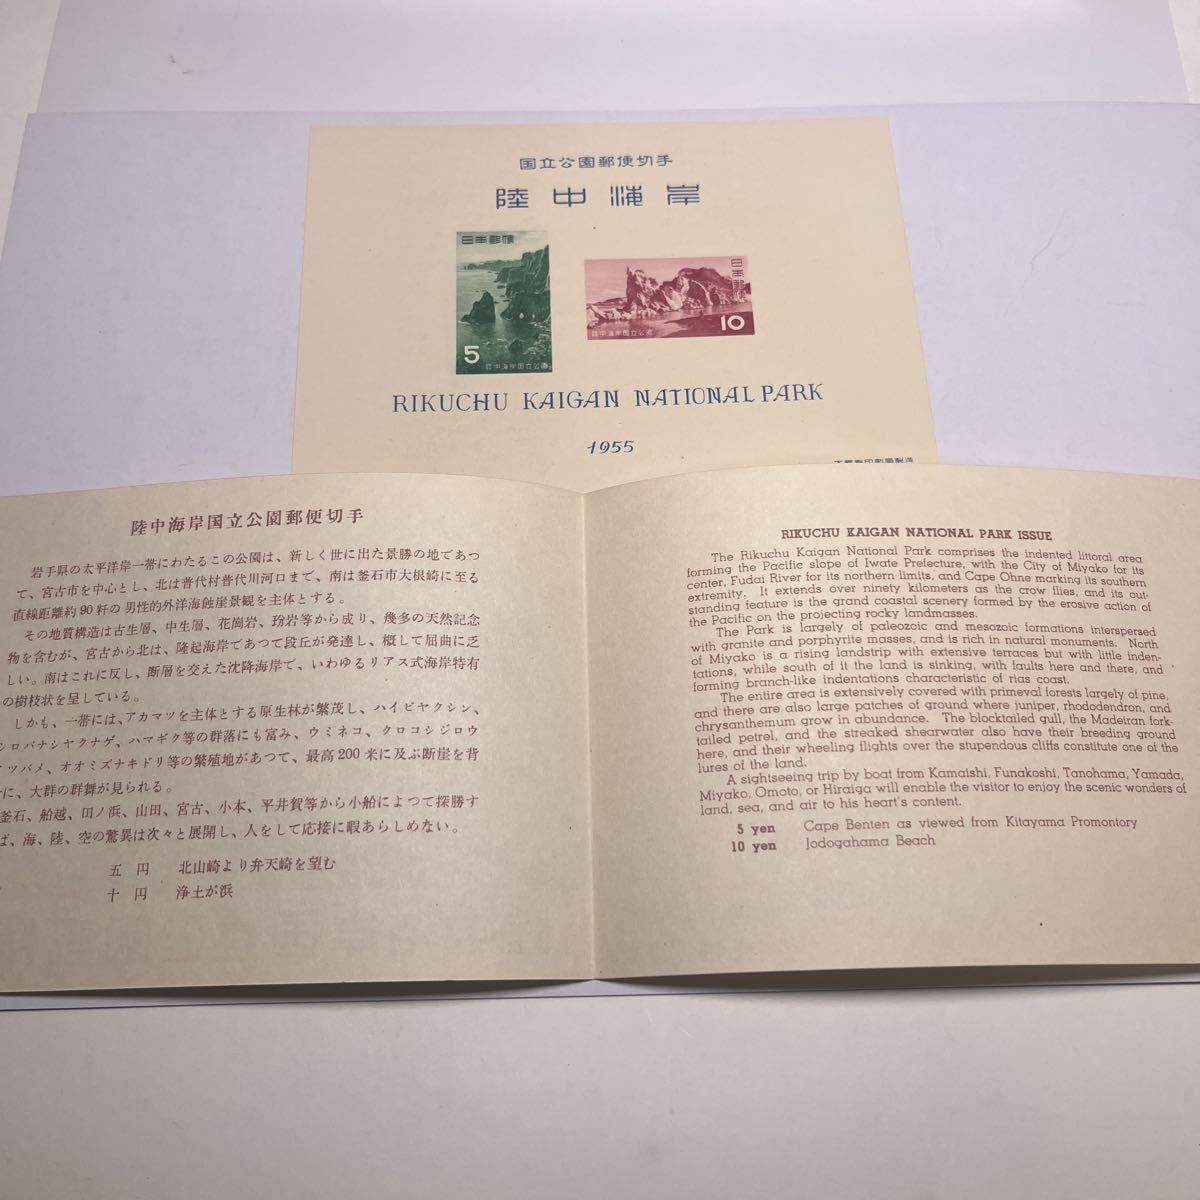 国立公園郵便切手
陸中海岸
日本郵便
5
陸中海岸国立公園
日本郵便
10
陸中海岸国立公園
RIKUCHU KAIGAN NATIONAL PARK
1955
陸中海岸国立公園郵便切手
岩手県の太平洋岸一帯にわたるこの公園は、新しく世に出た景勝の地であつ
て、宮古市を中心とし、北は普代村普代川河口まで、南は釜石市大根崎に至る
直線距離約90粁の男性的外洋海蝕崖景観を主体とする。
その地質構造は古生層、中生層、花崗岩、玢岩等から成り、幾多の天然記念
物を含むが、宮古から北は、隆起海岸であつて段丘が発達し、概して屈曲に乏
しい。南はこれに反し、断層を交えた沈降海岸で、いわゆるリアス式海岸特有
の樹枝状を呈している。
しかも、一帯には、アカマツを主体とする原生林が繁茂し、ハイビヤクシン、
シロバナシヤクナゲ、ハマギク等の群落にも富み、ウミネコ、クロコシジロウ
ミツバメ、オオミズナキドリ等の繁殖地があつて、最高200米に及ぶ断崖を背
に、大群の群舞が見られる。
釜石、船越、田ノ浜、山田、宮古、小本、平井賀等から小船によつて探勝す
ば、海、陸、空の驚異は次々と展開し、人をして応接に暇あらしめない。
五円 北山崎より弁天崎を望む
十円 浄土が浜
RIKUCHU KAIGAN NATIONAL PARK ISSUE
The Rikuchu Kaigan National Park comprises the indented littoral area
forming the Pacific slope of Iwate Prefecture, with the City of Miyako for its
center, Fudai River for its northern limits, and Cape Ohne marking its southern
extremity. It extends over ninety kilometers as the crow flies, and its out-
standing feature is the grand coastal scenery formed by the erosive action of
the Pacific on the projecting rocky landmasses.
The Park is largely of paleozoic and mesozoic formations interspersed
with granite and porphyrite masses, and is rich in natural monuments. North
of Miyako is a rising landstrip with extensive terraces but with little inden-
tations, while south of it the land is sinking, with faults here and there, and
forming branch-like indentations characteristic of rias coast.
The entire area is extensively covered with primeval forests largely of pine,
and there are also large patches of ground where juniper, rhododendron, and
chrysanthemum grow in abundance. The blocktailed gull, the Madeiran fork-
tailed petrel, and the streaked shearwater also have their breeding ground
here, and their wheeling flights over the stupendous cliffs constitute one of the
lures of the land.
A sightseeing trip by boat from Kamaishi, Funakoshi, Tanohama, Yamada,
Miyako, Omoto, or Hiraiga will enable the visitor to enjoy the scenic wonders of
land, sea, and air to his heart's content.
5 yen Cape Benten as viewed from Kitayama Promontory
10 yen Jodogahama Beach